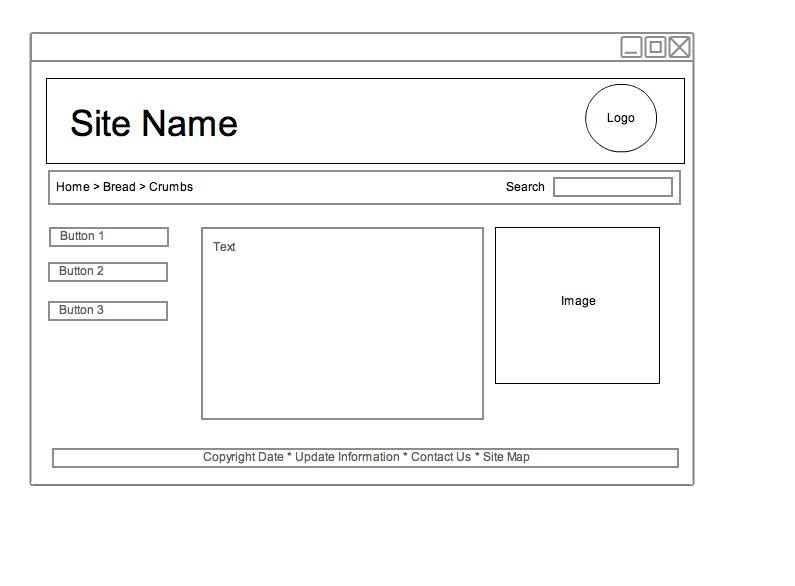 Site Name
Logo
Home > Bread > Crumbs
Search
Button 1
Button 2
Button 3
Text
Image
Copyright Date * Update Information * Contact Us * Site Map